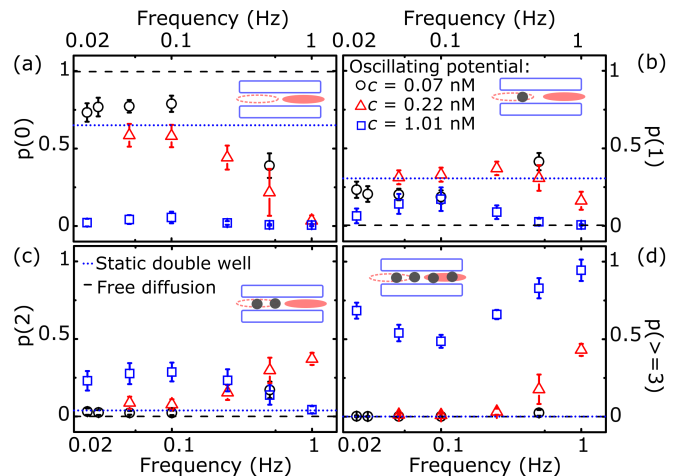 Frequency (Hz) Frequency (Hz)
0.02 0.1 1 0.02 0.1 1
(a) 1 0.5 0 p(0)
Oscillating potential:
c = 0.07 nM
c = 0.22 nM
c = 1.01 nM
(b) 1 0.5 0 p(1)
(c) 1 0.5 0 p(2)
Static double well
Free diffusion
(d) 1 0.5 0 p(>=3)
0.02 0.1 1 0.02 0.1 1
Frequency (Hz) Frequency (Hz)